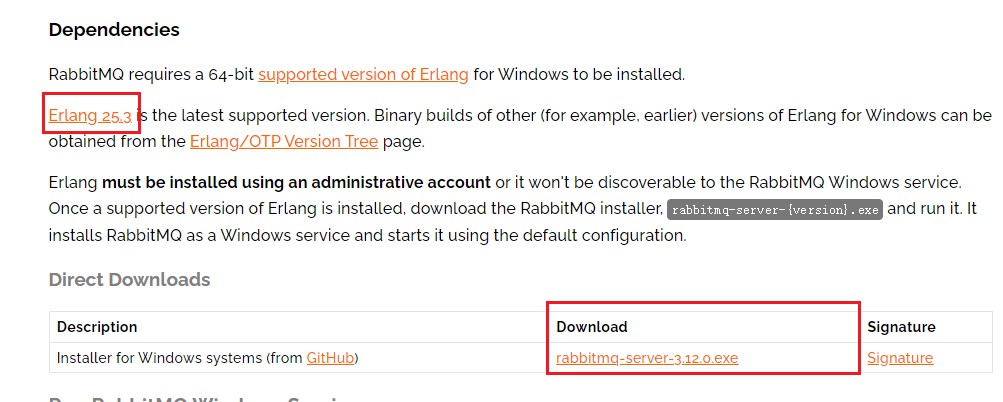 Dependencies
RabbitMQ requires a 64-bit supported version of Erlang for Windows to be installed.
Erlang 25.3 is the latest supported version. Binary builds of other (for example, earlier) versions of Erlang for Windows can be
obtained from the Erlang/OTP Version Tree page.
Erlang must be installed using an administrative account or it won't be discoverable to the RabbitMQ Windows service.
Once a supported version of Erlang is installed, download the RabbitMQ installer, rabbitmq-server-{version}.exe and run it. It
installs RabbitMQ as a Windows service and starts it using the default configuration.
Direct Downloads
Description Download Signature
Installer for Windows systems (from GitHub) rabbitmq-server-3.12.0.exe Signature